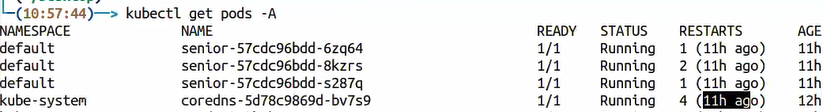 (10:57:44)──> kubectl get pods -A
NAMESPACE NAME READY STATUS RESTARTS AGE
default senior-57cdc96bdd-6zq64 1/1 Running 1 (11h ago) 11h
default senior-57cdc96bdd-8kzrs 1/1 Running 2 (11h ago) 11h
default senior-57cdc96bdd-s287q 1/1 Running 1 (11h ago) 11h
kube-system coredns-5d78c9869d-bv7s9 1/1 Running 4 (11h ago) 12h